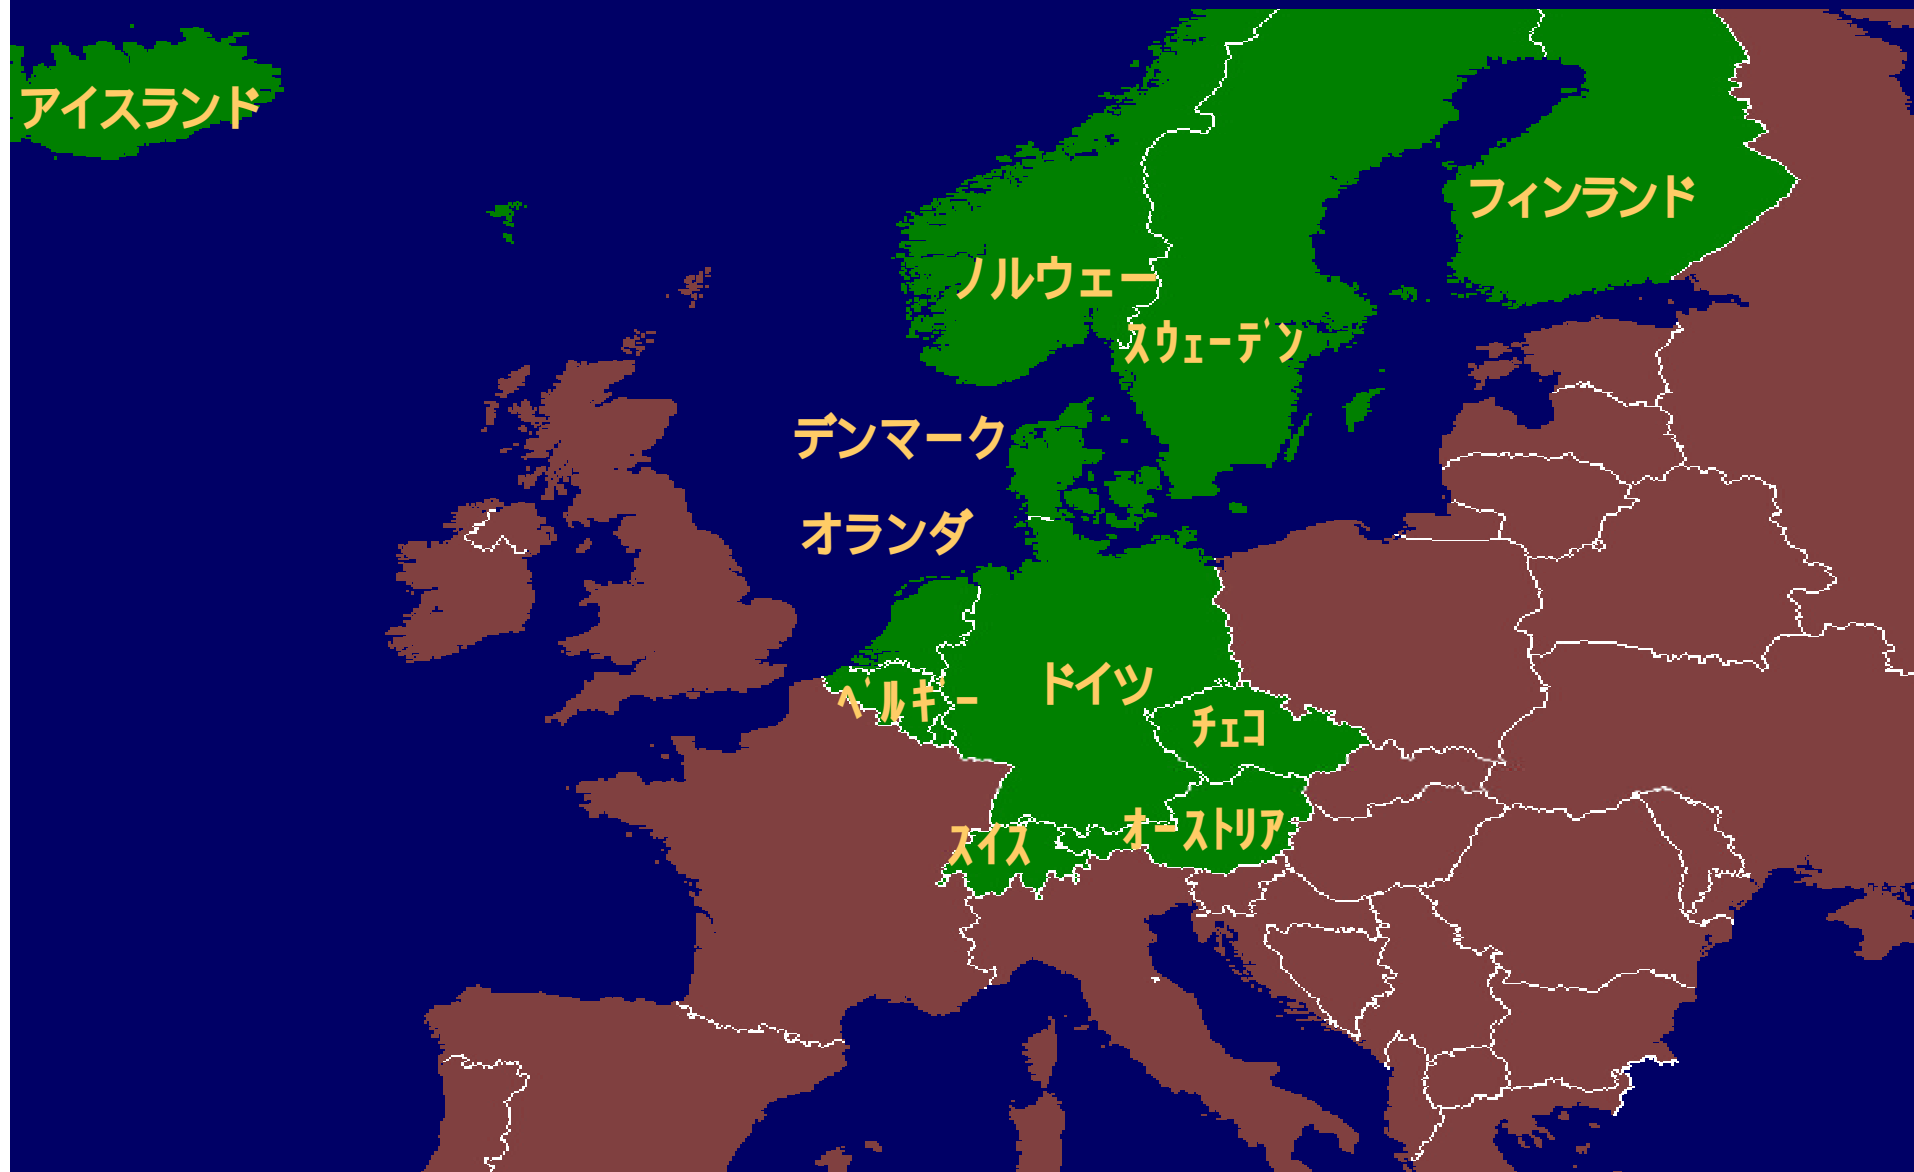 アイスランド
フィンランド
ノルウェー
ｽｳｪｰﾃﾞﾝ
デンマーク
オランダ
ドイツ
ﾍﾞﾙｷﾞｰ
ﾁｪｺ
ｵｰｽﾄﾘｱ
ｽｲｽ